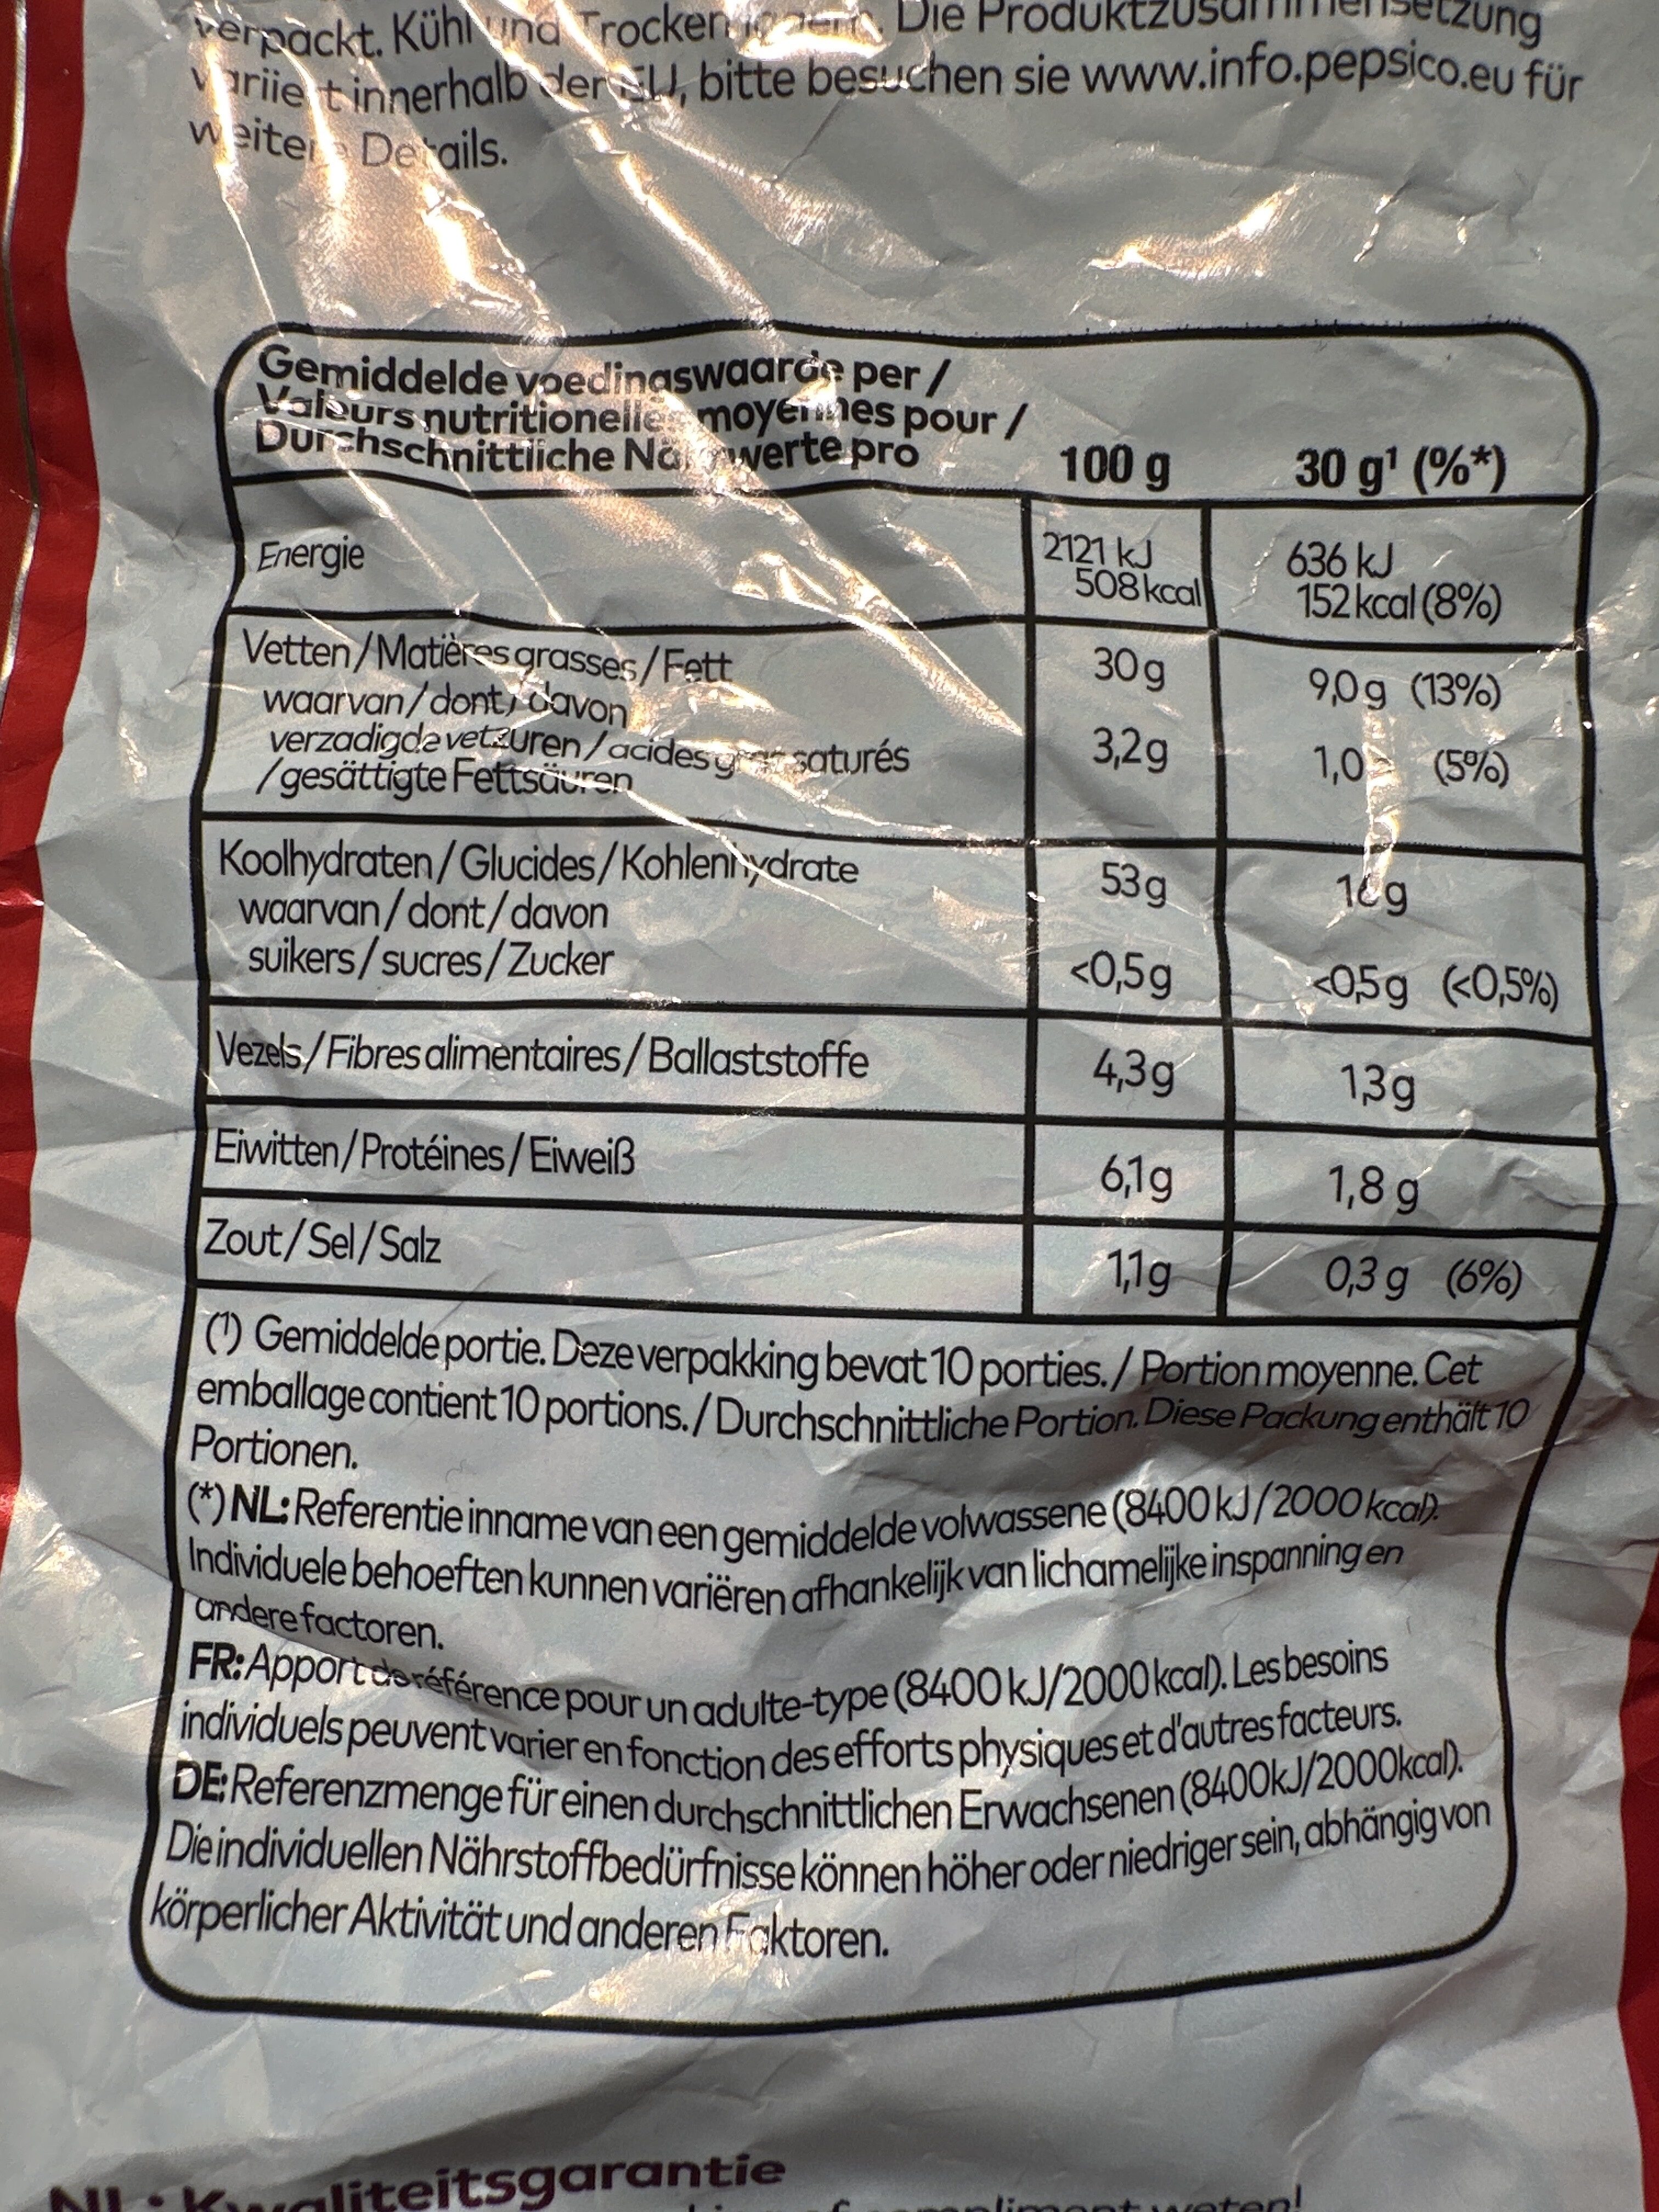 verpackt. Kühl und Trocken lagern. Die Produktzusammensetzung
variiert innerhalb der EU, bitte besuchen sie www.info.pepsico.eu für
weitere Details.
Gemiddelde voedingswaarde per /
Valeurs nutritionelles moyennes pour /
Durchschnittliche Nährwerte pro 100 g 30 g¹ (%*)
Energie 2121 kJ 636 kJ
508 kcal 152 kcal (8%)
Vetten / Matières grasses / Fett 30 g 9,0 g (13%)
waarvan / dont / davon
verzadigde vetzuren / acides gras saturés 3,2 g 1,0 (5%)
/ gesättigte Fettsäuren
Koolhydraten / Glucides / Kohlenhydrate 53 g 16 g
waarvan / dont / davon
suikers / sucres / Zucker <0,5 g <0,5 g (<0,5%)
Vezels / Fibres alimentaires / Ballaststoffe 4,3 g 1,3 g
Eiwitten / Protéines / Eiweiß 6,1 g 1,8 g
Zout / Sel / Salz 1,1 g 0,3 g (6%)
(¹) Gemiddelde portie. Deze verpakking bevat 10 porties. / Portion moyenne. Cet
emballage contient 10 portions. / Durchschnittliche Portion. Diese Packung enthält 10
Portionen.
(*) NL: Referentie inname van een gemiddelde volwassene (8400 kJ / 2000 kcal).
Individuele behoeften kunnen variëren afhankelijk van lichamelijke inspanning en
andere factoren.
FR: Apport de référence pour un adulte-type (8400 kJ/2000 kcal). Les besoins
individuels peuvent varier en fonction des efforts physiques et d'autres facteurs.
DE: Referenzmenge für einen durchschnittlichen Erwachsenen (8400kJ/2000kcal).
Die individuellen Nährstoffbedürfnisse können höher oder niedriger sein, abhängig von
körperlicher Aktivität und anderen Faktoren.
NL: Kwaliteitsgarantie
of compliment weten!